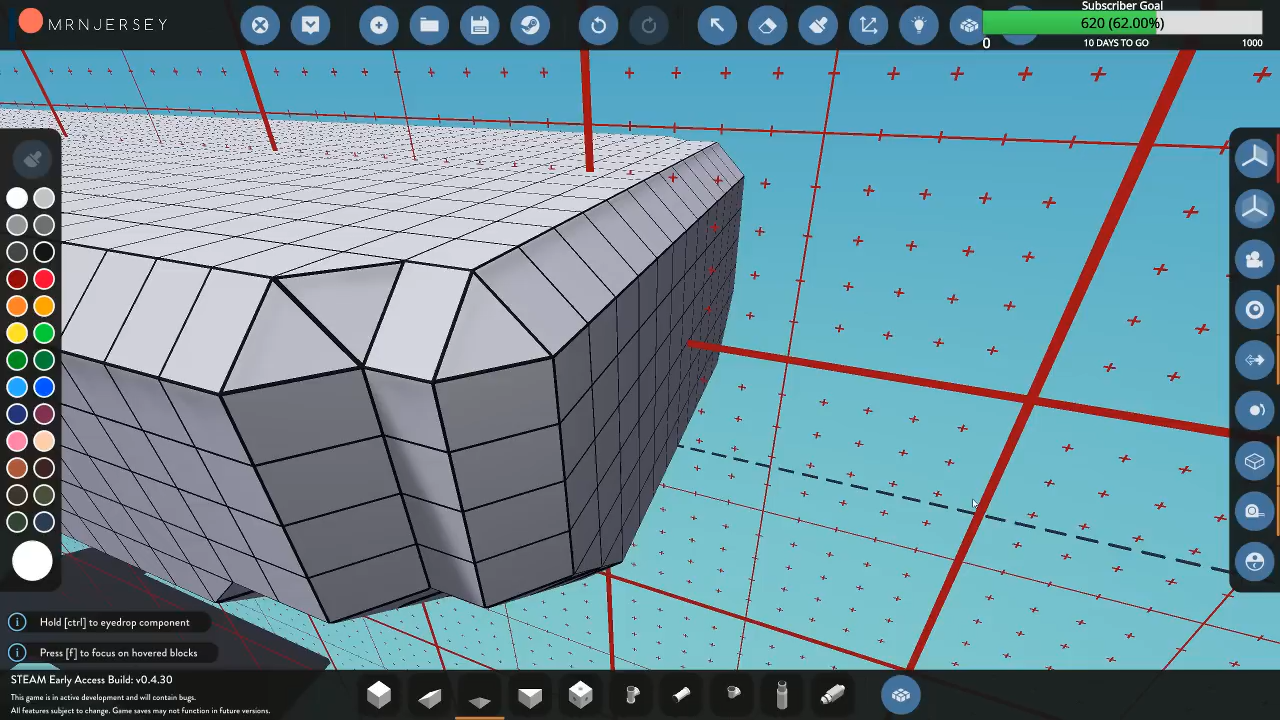 MRNJERSEY
Subscriber Goal
620 (62.00%)
0
10 DAYS TO GO
1000
Hold [ctrl] to eyedrop component
Press [f] to focus on hovered blocks
STEAM Early Access Build: v0.4.30
This game is in active development and will contain bugs.
All features subject to change. Game saves may not function in future versions.